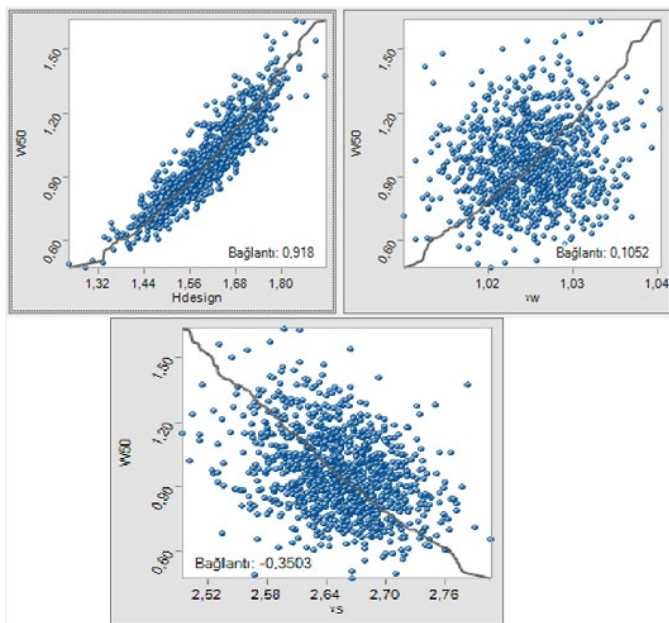 1,50
1,20
0,90
0,60
W50
Bağlantı: 0,918
1,32 1,44 1,56 1,68 1,80
Hdesign
1,50
1,20
0,90
0,60
W50
Bağlantı: 0,1052
1,02 1,03 1,04
γw
1,50
1,20
0,90
0,60
W50
Bağlantı: -0,3503
2,52 2,58 2,64 2,70 2,76
γs